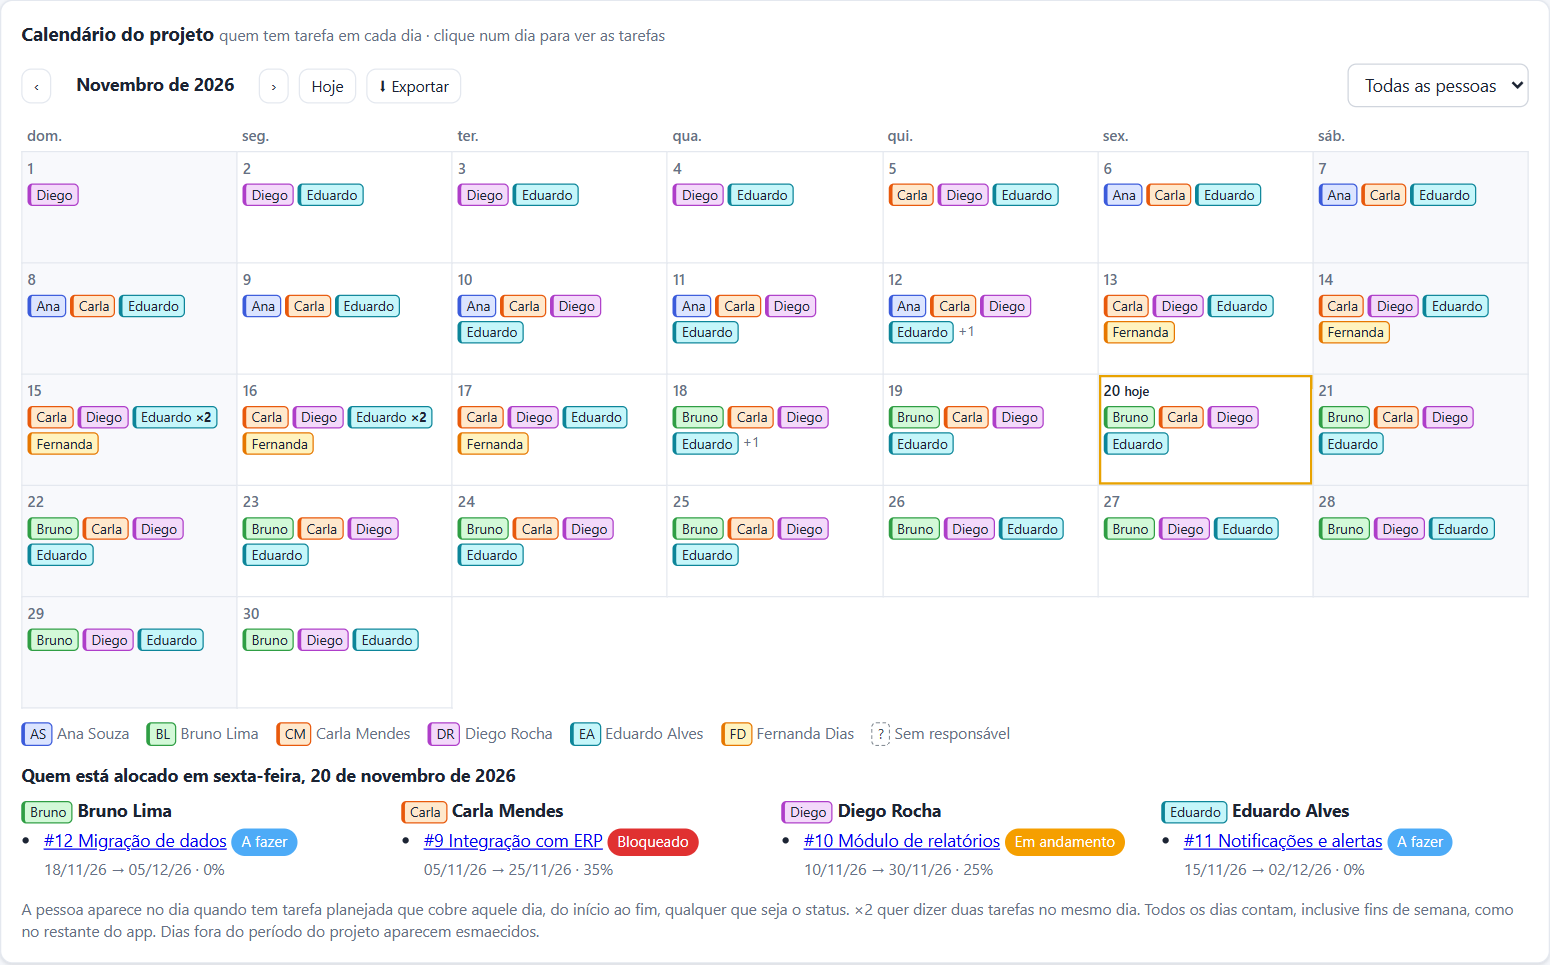 Calendário do projeto quem tem tarefa em cada dia · clique num dia para ver as tarefas
‹ Novembro de 2026 › Hoje ⬇ Exportar Todas as pessoas
dom. seg. ter. qua. qui. sex. sáb.
1 2 3 4 5 6 7
Diego Diego Eduardo Diego Eduardo Diego Eduardo Carla Diego Eduardo Ana Carla Eduardo Ana Carla Eduardo
8 9 10 11 12 13 14
Ana Carla Eduardo Ana Carla Eduardo Ana Carla Diego Ana Carla Diego Ana Carla Diego Carla Diego Eduardo Carla Diego Eduardo
Eduardo Eduardo Eduardo +1 Fernanda Fernanda
15 16 17 18 19 20 hoje 21
Carla Diego Eduardo ×2 Carla Diego Eduardo ×2 Carla Diego Eduardo Bruno Carla Diego Bruno Carla Diego Bruno Carla Diego Bruno Carla Diego
Fernanda Fernanda Fernanda Eduardo +1 Eduardo Eduardo Eduardo
22 23 24 25 26 27 28
Bruno Carla Diego Bruno Carla Diego Bruno Carla Diego Bruno Carla Diego Bruno Diego Eduardo Bruno Diego Eduardo Bruno Diego Eduardo
Eduardo Eduardo Eduardo Eduardo
29 30
Bruno Diego Eduardo Bruno Diego Eduardo
AS Ana Souza BL Bruno Lima CM Carla Mendes DR Diego Rocha EA Eduardo Alves FD Fernanda Dias ? Sem responsável
Quem está alocado em sexta-feira, 20 de novembro de 2026
Bruno Bruno Lima Carla Carla Mendes Diego Diego Rocha Eduardo Eduardo Alves
• #12 Migração de dados A fazer • #9 Integração com ERP Bloqueado • #10 Módulo de relatórios Em andamento • #11 Notificações e alertas A fazer
18/11/26 → 05/12/26 · 0% 05/11/26 → 25/11/26 · 35% 10/11/26 → 30/11/26 · 25% 15/11/26 → 02/12/26 · 0%
A pessoa aparece no dia quando tem tarefa planejada que cobre aquele dia, do início ao fim, qualquer que seja o status. ×2 quer dizer duas tarefas no mesmo dia. Todos os dias contam, inclusive fins de semana, como
no restante do app. Dias fora do período do projeto aparecem esmaecidos.